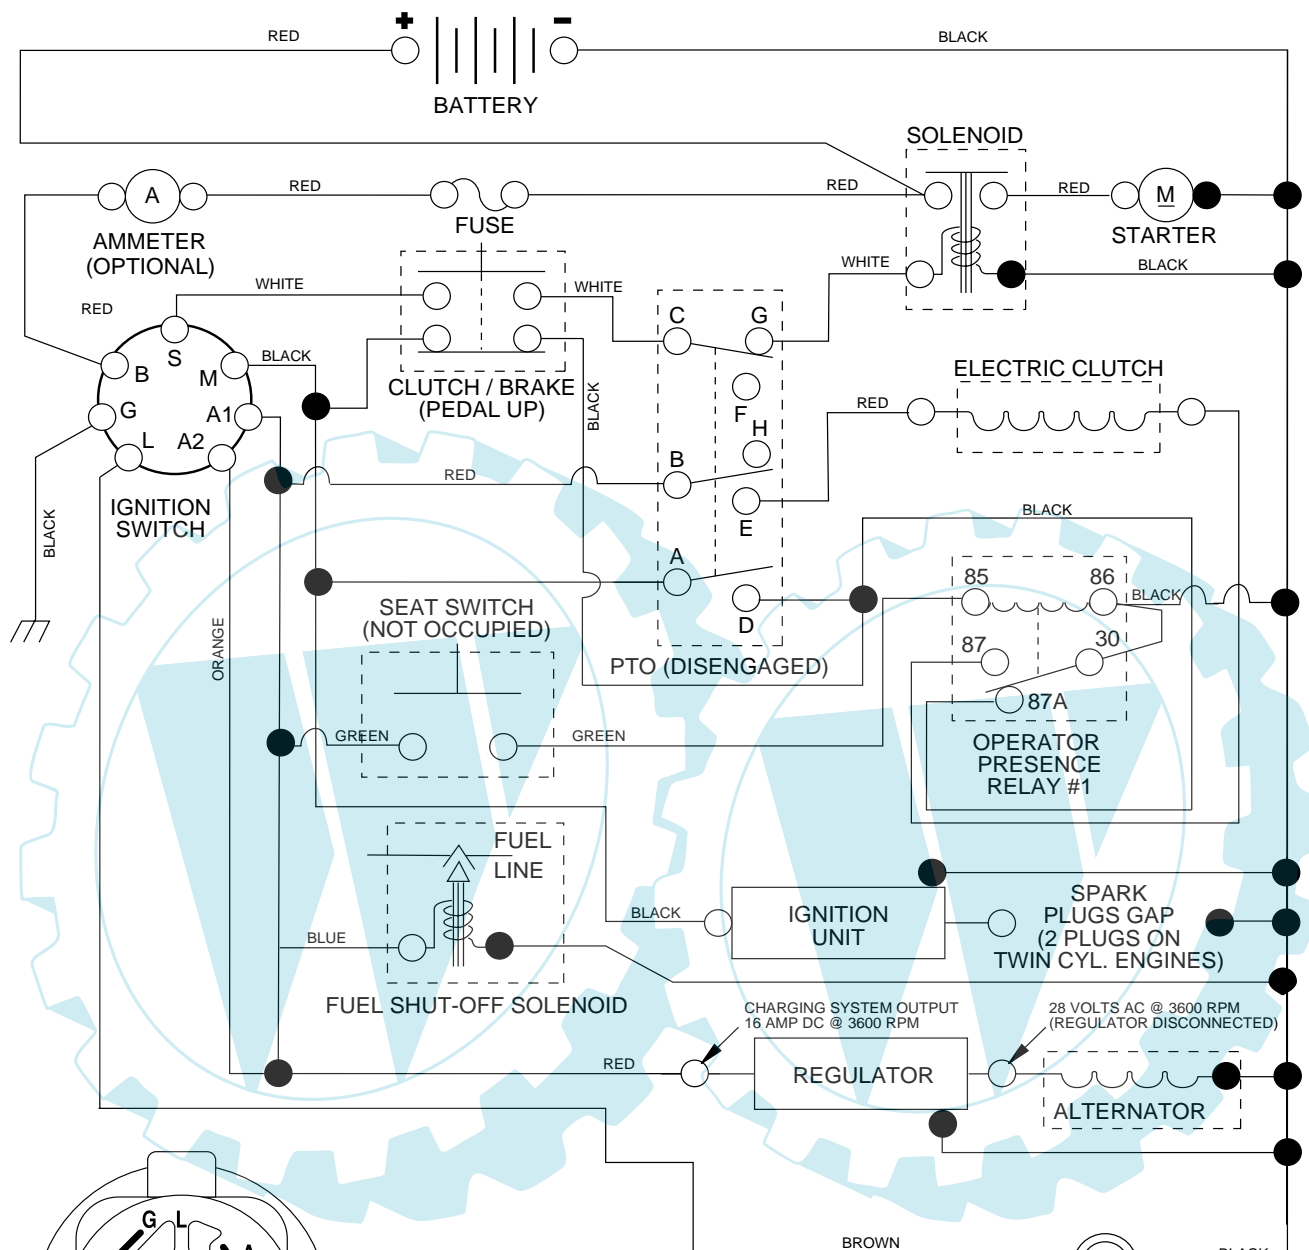 + −
RED
BLACK
BATTERY
SOLENOID
A
RED
RED
RED
M
FUSE
AMMETER
(OPTIONAL)
STARTER
WHITE
WHITE
WHITE
BLACK
RED
C
G
S
BLACK
B
M
ELECTRIC CLUTCH
CLUTCH / BRAKE
(PEDAL UP)
BLACK
F
RED
G
A1
H
L
A2
B
RED
IGNITION
SWITCH
E
BLACK
BLACK
A
85
86
BLACK
SEAT SWITCH
(NOT OCCUPIED)
D
ORANGE
87
30
PTO (DISENGAGED)
87A
GREEN
GREEN
OPERATOR
PRESENCE
RELAY #1
FUEL
LINE
BLACK
IGNITION
UNIT
SPARK
PLUGS GAP
(2 PLUGS ON
TWIN CYL. ENGINES)
BLUE
FUEL SHUT-OFF SOLENOID
CHARGING SYSTEM OUTPUT
16 AMP DC @ 3600 RPM
28 VOLTS AC @ 3600 RPM
(REGULATOR DISCONNECTED)
RED
REGULATOR
ALTERNATOR
G L
BROWN